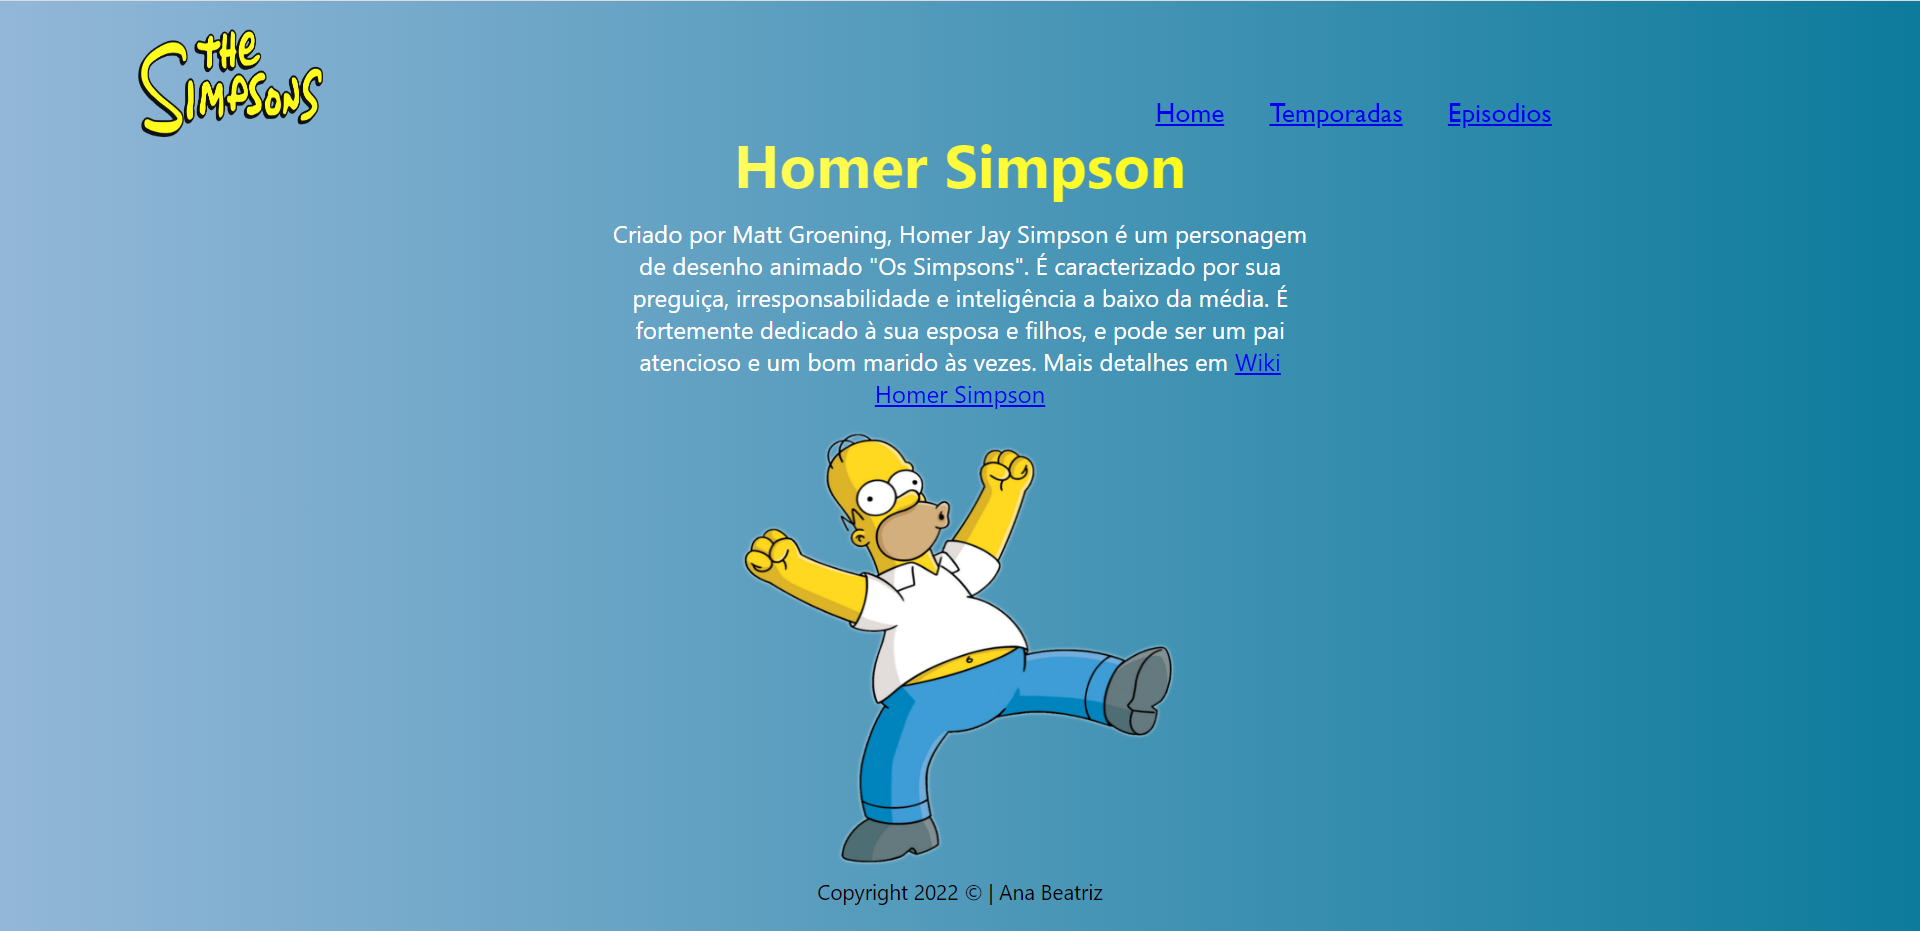 THE
SIMPSONS
Home Temporadas Episodios
Homer Simpson
Criado por Matt Groening, Homer Jay Simpson é um personagem
de desenho animado "Os Simpsons". É caracterizado por sua
preguiça, irresponsabilidade e inteligência a baixo da média. É
fortemente dedicado à sua esposa e filhos, e pode ser um pai
atencioso e um bom marido às vezes. Mais detalhes em Wiki
Homer Simpson
Copyright 2022 © | Ana Beatriz